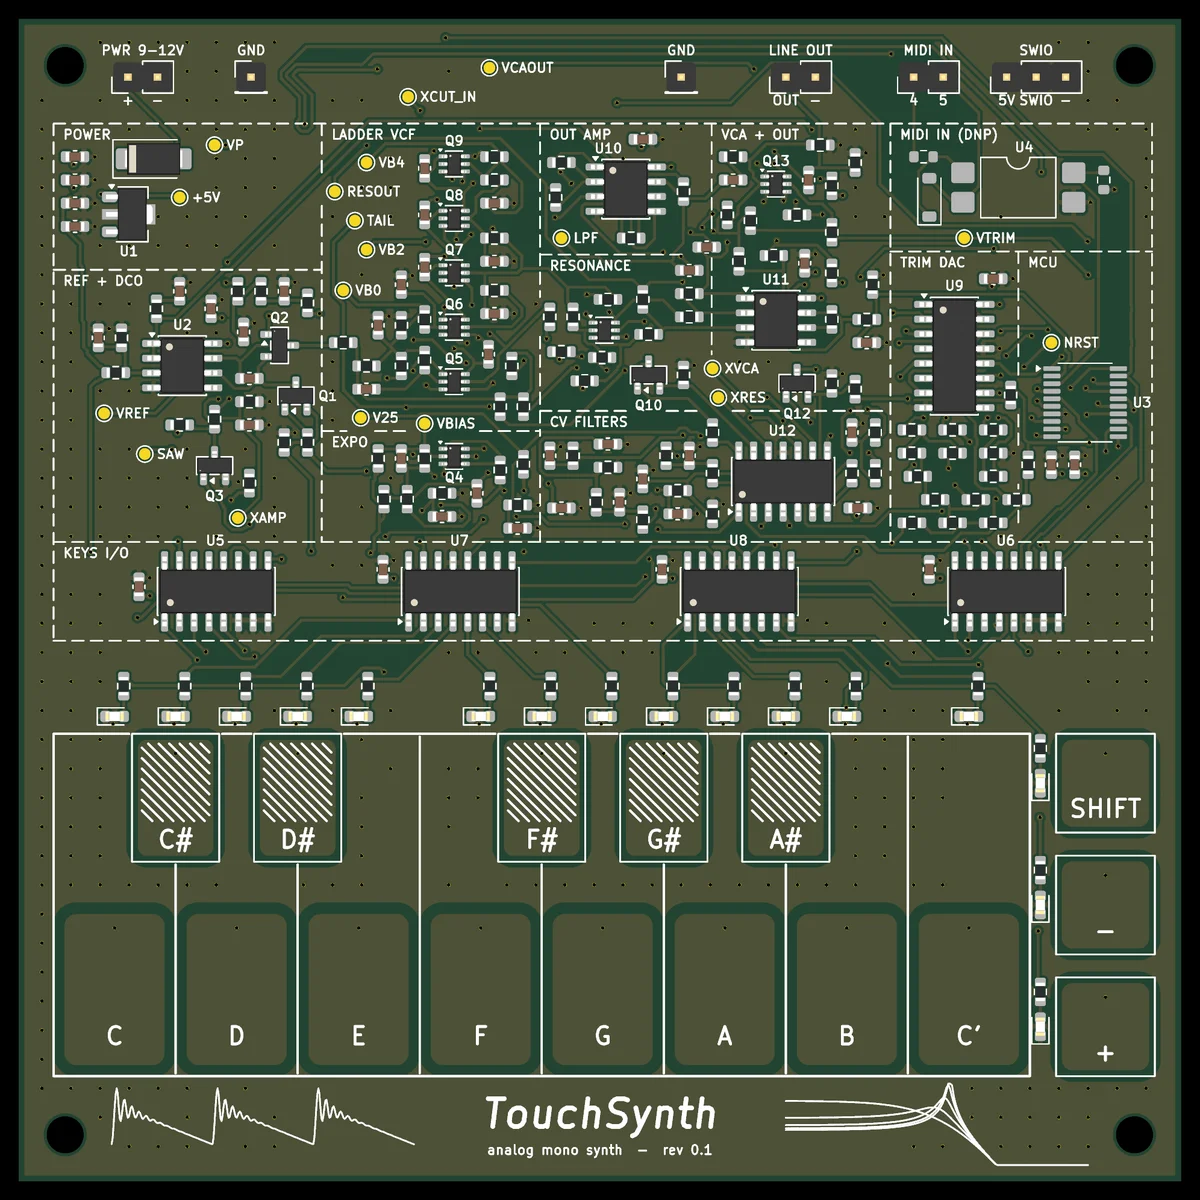 PWR 9-12V
GND
GND
LINE OUT
MIDI IN
SWIO
+
-
OUT -
4
5
5V SWIO -
VCAOUT
XCUT_IN
POWER
VP
+5V
U1
LADDER VCF
VB4
RESOUT
TAIL
VB2
VB0
V25
VBIAS
Q9
Q8
Q7
Q6
Q5
OUT AMP
U10
LPF
VCA + OUT
Q13
U11
XVCA
XRES
Q12
MIDI IN (DNP)
U4
VTRIM
REF + DCO
U2
Q2
Q1
VREF
SAW
Q3
XAMP
RESONANCE
Q10
TRIM DAC
U9
MCU
NRST
U3
EXPO
Q4
CV FILTERS
U12
KEYS I/O
U5
U7
U8
U6
C#
D#
F#
G#
A#
SHIFT
-
+
C
D
E
F
G
A
B
C′
TouchSynth
analog mono synth – rev 0.1